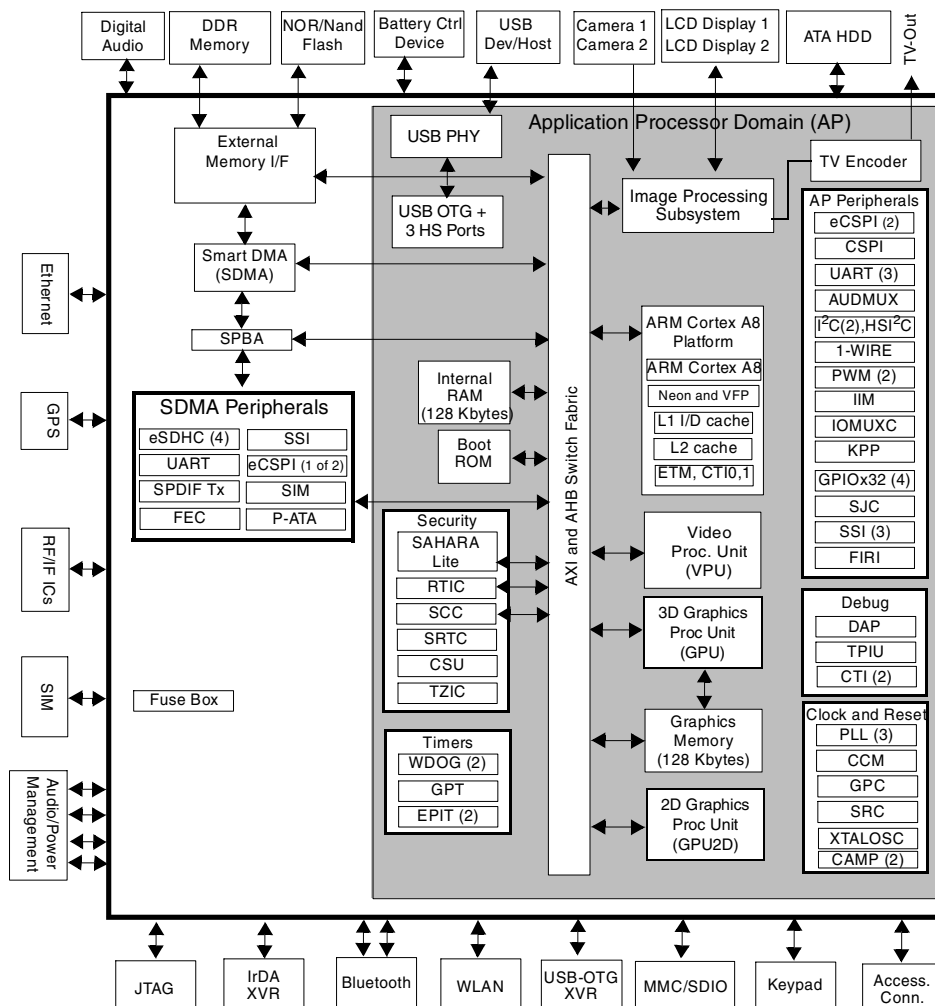 Digital
Audio
DDR
Memory
NOR/Nand
Flash
Battery Ctrl
Device
USB
Dev/Host
Camera 1
Camera 2
LCD Display 1
LCD Display 2
ATA HDD
TV-Out
Application Processor Domain (AP)
External
Memory I/F
USB PHY
USB OTG +
3 HS Ports
TV Encoder
Image Processing
Subsystem
Smart DMA
(SDMA)
SPBA
SDMA Peripherals
eSDHC (4)
SSI
UART
eCSPI (1 of 2)
SPDIF Tx
SIM
FEC
P-ATA
Fuse Box
Internal
RAM
(128 Kbytes)
Boot
ROM
Security
SAHARA
Lite
RTIC
SCC
SRTC
CSU
TZIC
Timers
WDOG (2)
GPT
EPIT (2)
AXI and AHB Switch Fabric
ARM Cortex A8
Platform
ARM Cortex A8
Neon and VFP
L1 I/D cache
L2 cache
ETM, CTI0,1
Video
Proc. Unit
(VPU)
3D Graphics
Proc Unit
(GPU)
Graphics
Memory
(128 Kbytes)
2D Graphics
Proc Unit
(GPU2D)
AP Peripherals
eCSPI (2)
CSPI
UART (3)
AUDMUX
I²C(2),HSI²C
1-WIRE
PWM (2)
IIM
IOMUXC
KPP
GPIOx32 (4)
SJC
SSI (3)
FIRI
Debug
DAP
TPIU
CTI (2)
Clock and Reset
PLL (3)
CCM
GPC
SRC
XTALOSC
CAMP (2)
Ethernet
GPS
RF/IF ICs
SIM
Audio/Power
Management
JTAG
IrDA
XVR
Bluetooth
WLAN
USB-OTG
XVR
MMC/SDIO
Keypad
Access.
Conn.